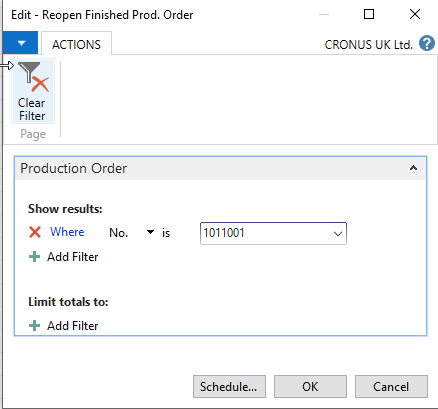 Edit - Reopen Finished Prod. Order
ACTIONS
CRONUS UK Ltd.
?
Clear
Filter
Page
Production Order
Show results:
Where No. is 1011001
Add Filter
Limit totals to:
Add Filter
Schedule... OK Cancel